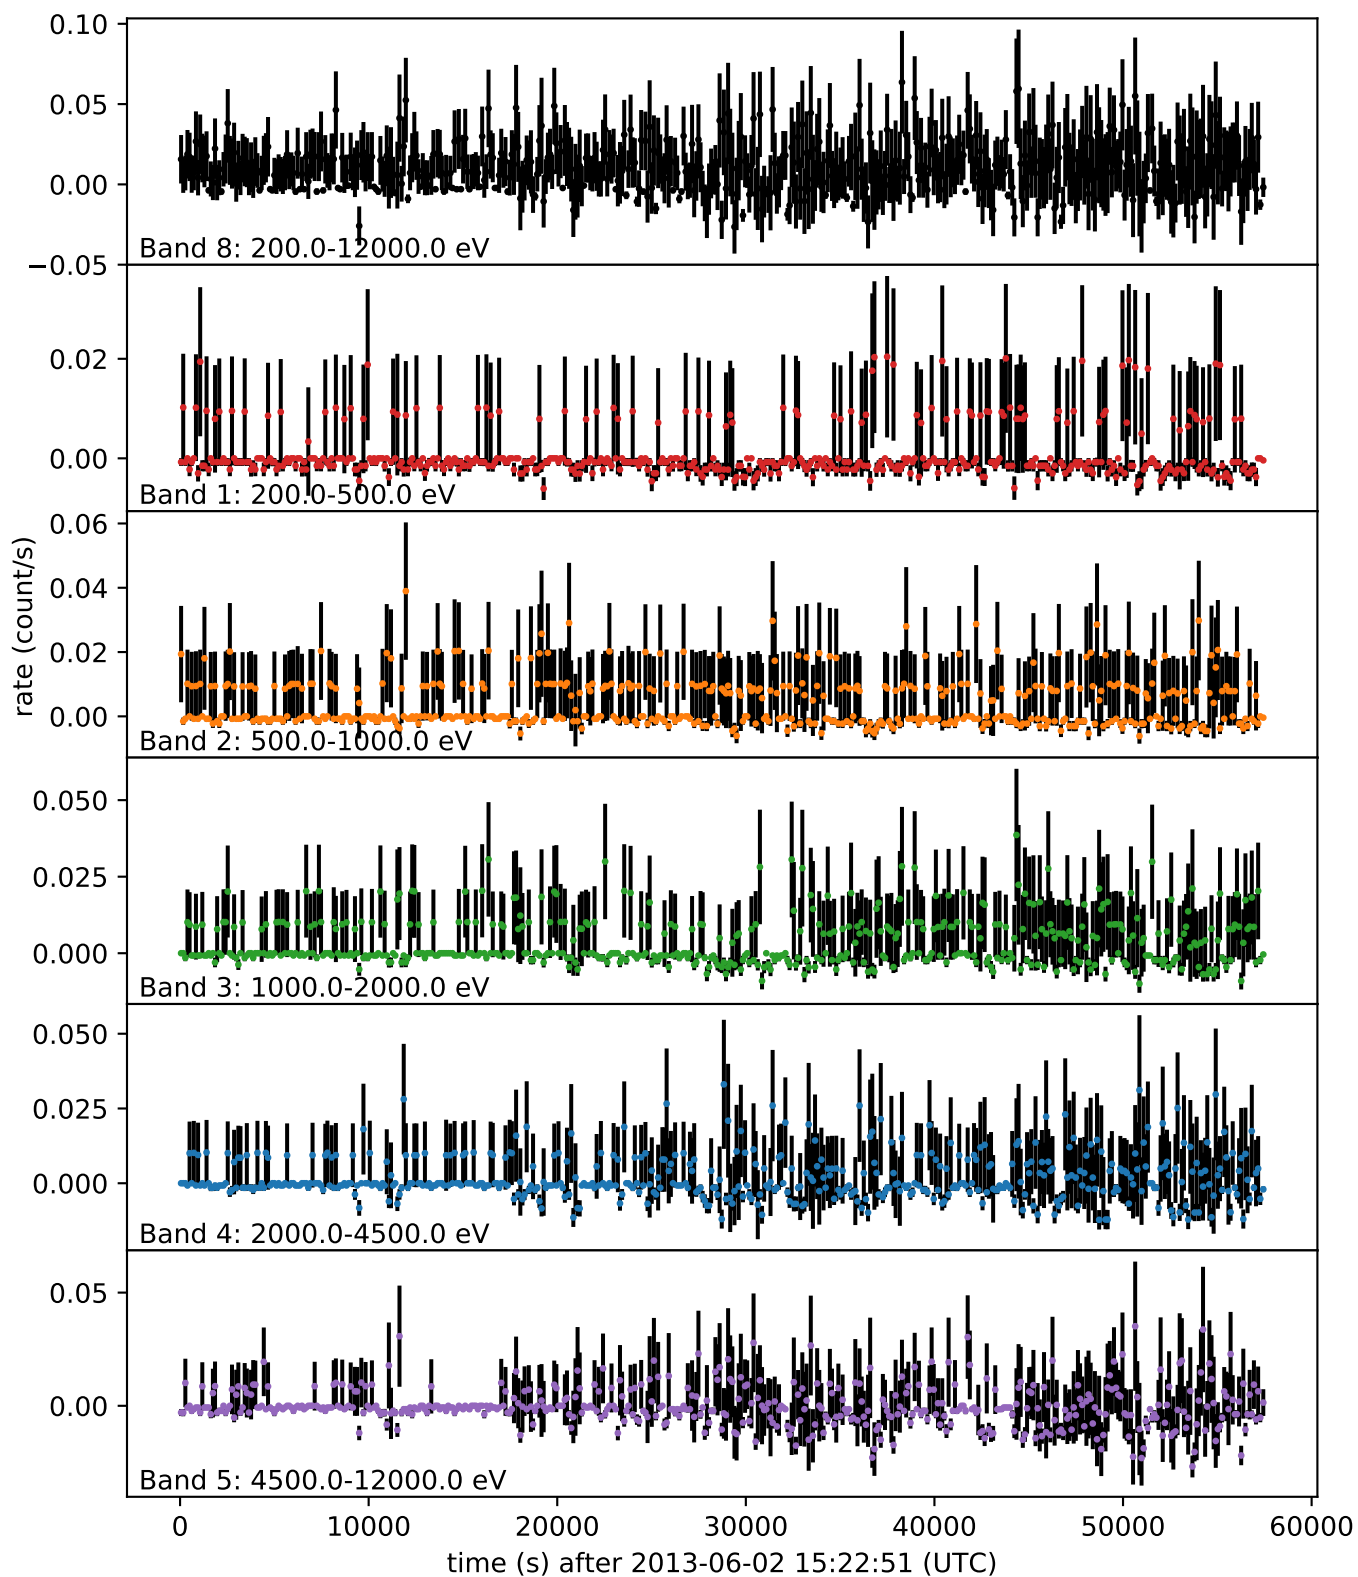 0.10
0.05
0.00
−0.05
Band 8: 200.0-12000.0 eV
0.02
0.00
Band 1: 200.0-500.0 eV
rate (count/s)
0.06
0.04
0.02
0.00
Band 2: 500.0-1000.0 eV
0.050
0.025
0.000
Band 3: 1000.0-2000.0 eV
0.050
0.025
0.000
Band 4: 2000.0-4500.0 eV
0.05
0.00
Band 5: 4500.0-12000.0 eV
0 10000 20000 30000 40000 50000 60000
time (s) after 2013-06-02 15:22:51 (UTC)